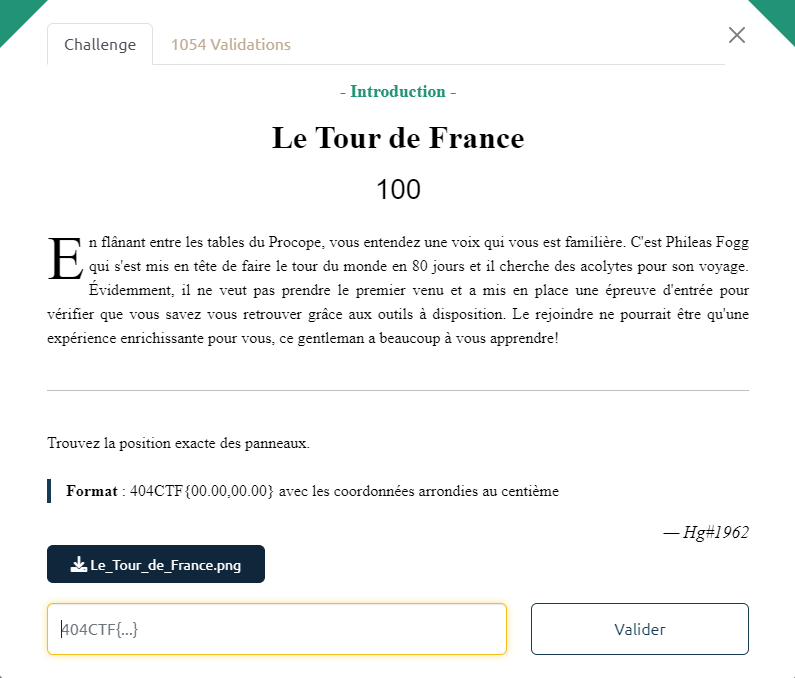 Challenge
1054 Validations
- Introduction -
Le Tour de France
100
En flânant entre les tables du Procope, vous entendez une voix qui vous est familière. C'est Phileas Fogg
qui s'est mis en tête de faire le tour du monde en 80 jours et il cherche des acolytes pour son voyage.
Évidemment, il ne veut pas prendre le premier venu et a mis en place une épreuve d'entrée pour
vérifier que vous savez vous retrouver grâce aux outils à disposition. Le rejoindre ne pourrait être qu'une
expérience enrichissante pour vous, ce gentleman a beaucoup à vous apprendre!
Trouvez la position exacte des panneaux.
Format : 404CTF{00.00,00.00} avec les coordonnées arrondies au centième
— Hg#1962
Le_Tour_de_France.png
404CTF{...}
Valider